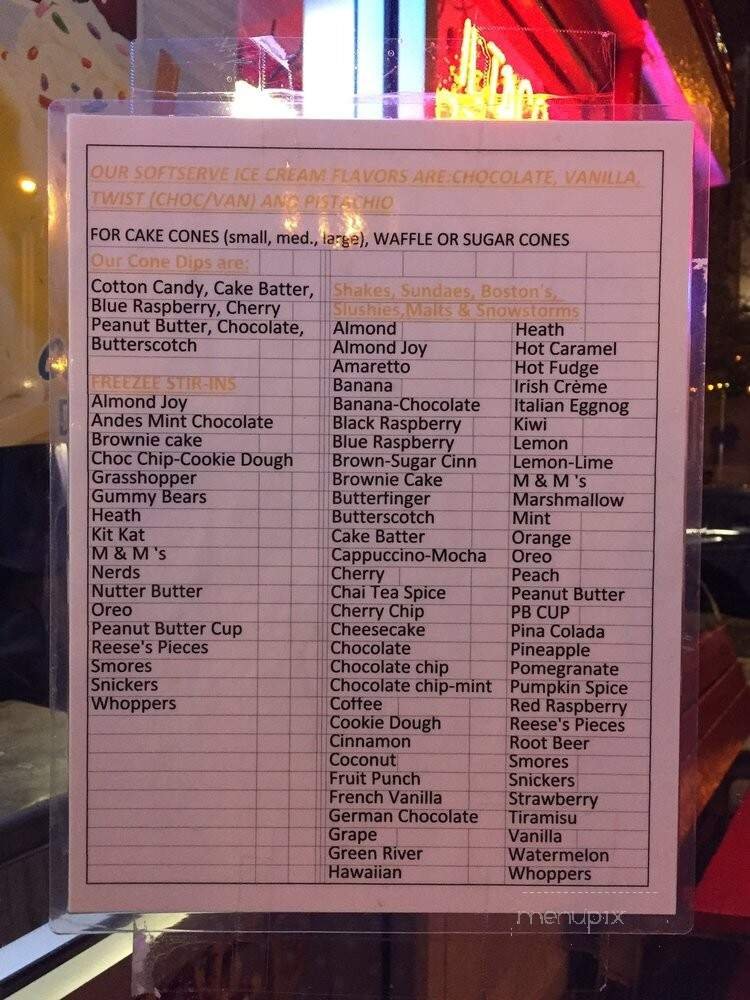 OUR SOFTSERVE ICE CREAM FLAVORS ARE:CHOCOLATE, VANILLA,
TWIST (CHOC/VAN) AND PISTACHIO
FOR CAKE CONES (small, med., large), WAFFLE OR SUGAR CONES
Our Cone Dips are:
Cotton Candy, Cake Batter,
Blue Raspberry, Cherry
Peanut Butter, Chocolate,
Butterscotch
FREEZEE STIR-INS
Almond Joy
Andes Mint Chocolate
Brownie cake
Choc Chip-Cookie Dough
Grasshopper
Gummy Bears
Heath
Kit Kat
M & M 's
Nerds
Nutter Butter
Oreo
Peanut Butter Cup
Reese's Pieces
Smores
Snickers
Whoppers
Shakes, Sundaes, Boston's,
Slushies,Malts & Snowstorms
Almond
Almond Joy
Amaretto
Banana
Banana-Chocolate
Black Raspberry
Blue Raspberry
Brown-Sugar Cinn
Brownie Cake
Butterfinger
Butterscotch
Cake Batter
Cappuccino-Mocha
Cherry
Chai Tea Spice
Cherry Chip
Cheesecake
Chocolate
Chocolate chip
Chocolate chip-mint
Coffee
Cookie Dough
Cinnamon
Coconut
Fruit Punch
French Vanilla
German Chocolate
Grape
Green River
Hawaiian
Heath
Hot Caramel
Hot Fudge
Irish Crème
Italian Eggnog
Kiwi
Lemon
Lemon-Lime
M & M 's
Marshmallow
Mint
Orange
Oreo
Peach
Peanut Butter
PB CUP
Pina Colada
Pineapple
Pomegranate
Pumpkin Spice
Red Raspberry
Reese's Pieces
Root Beer
Smores
Snickers
Strawberry
Tiramisu
Vanilla
Watermelon
Whoppers
menupix